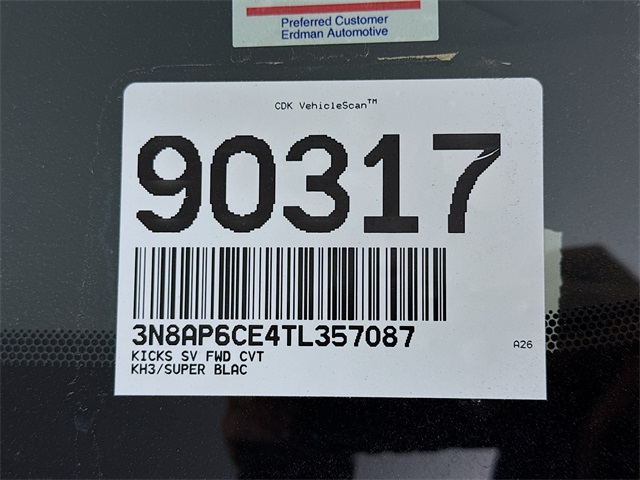 Preferred Customer
Erdman Automotive
CDK VehicleScan™
90317
3N8AP6CE4TL357087
KICKS SV FWD CVT
KH3/SUPER BLAC
A26